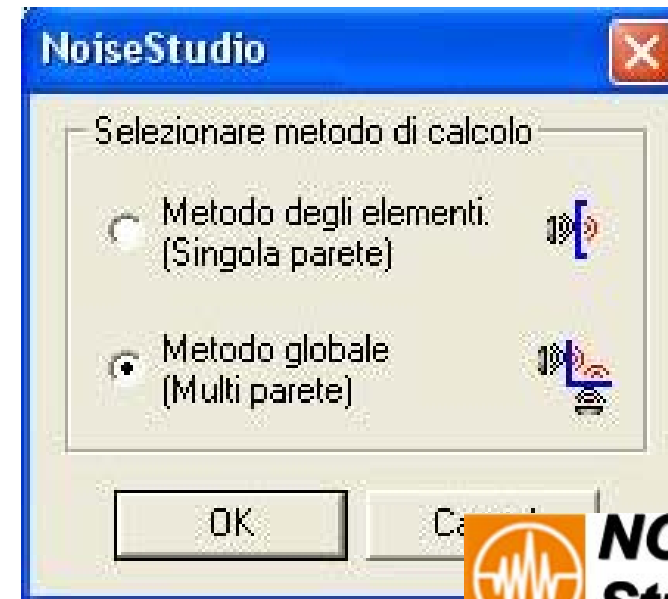 NoiseStudio
Selezionare metodo di calcolo
Metodo degli elementi.
(Singola parete)
Metodo globale
(Multi parete)
OK